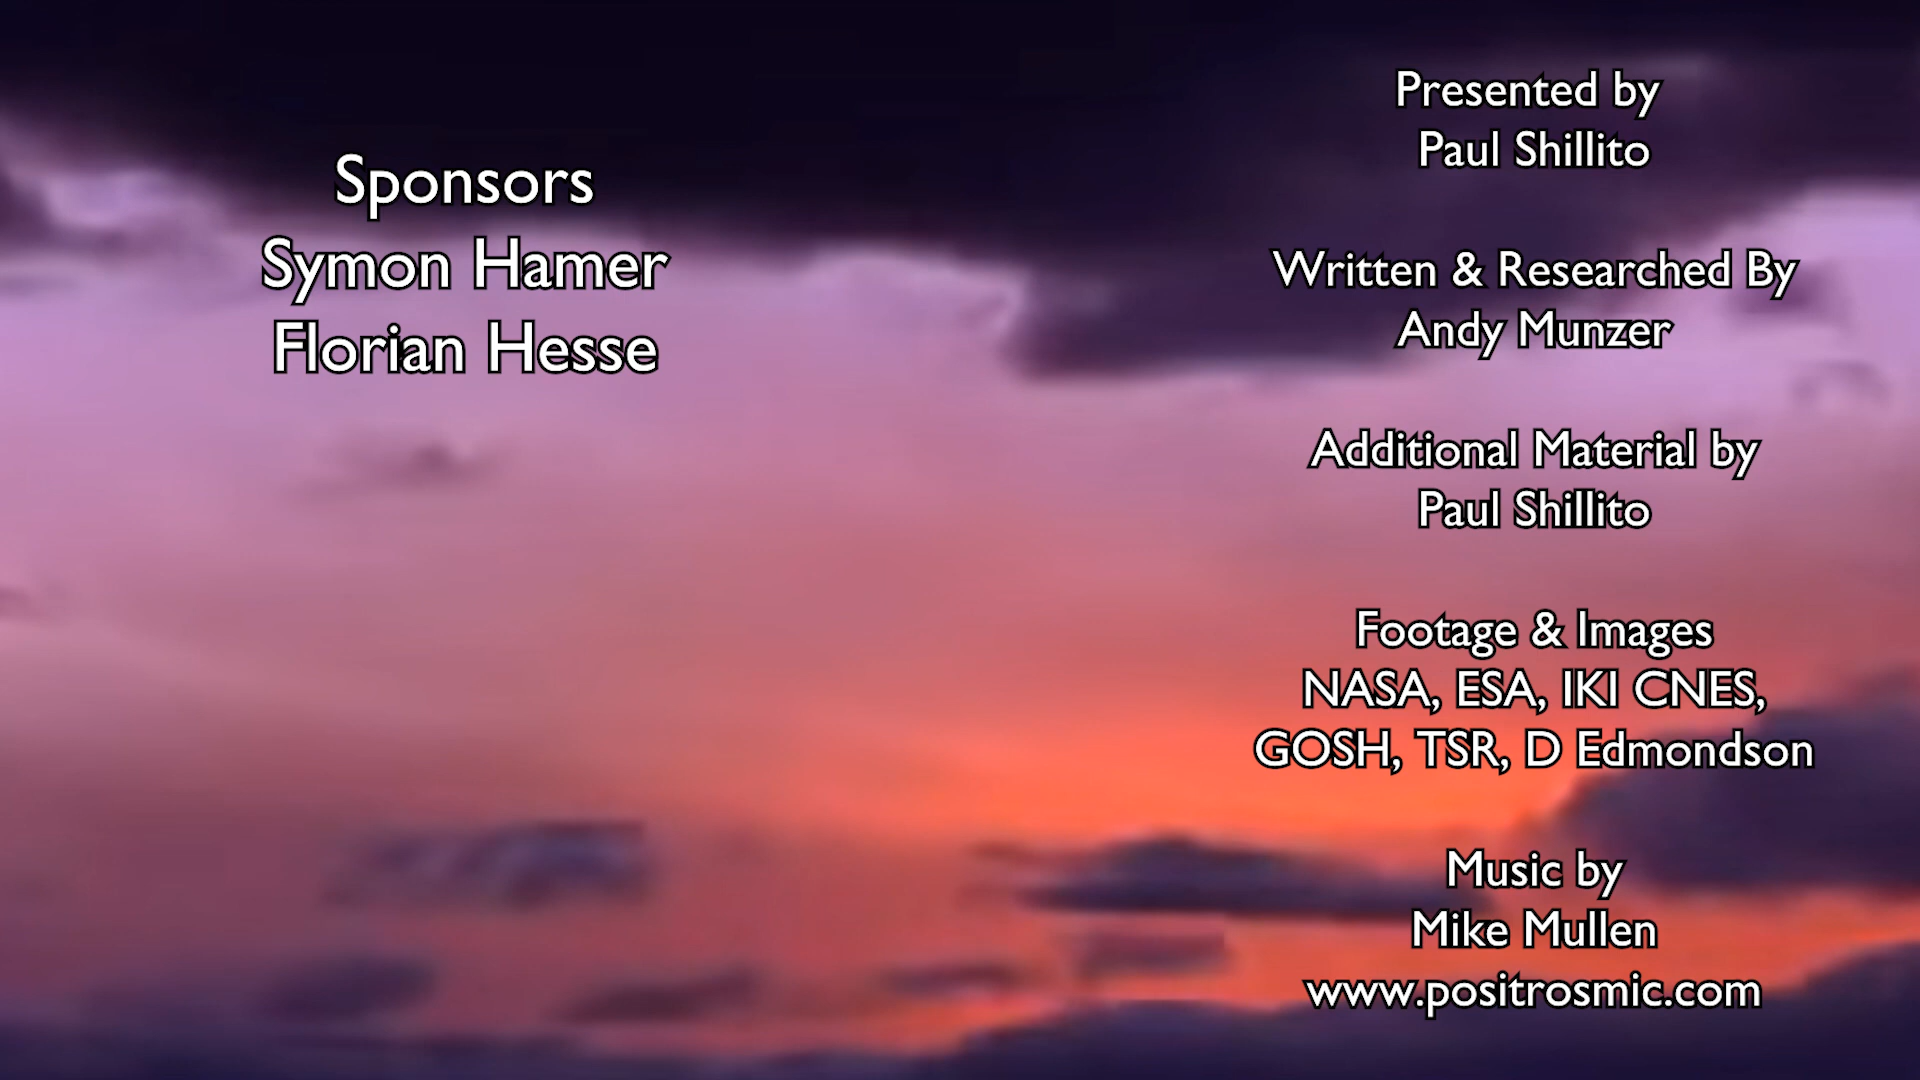 Sponsors
Symon Hamer
Florian Hesse
Presented by
Paul Shillito
Written & Researched By
Andy Munzer
Additional Material by
Paul Shillito
Footage & Images
NASA, ESA, IKI CNES,
GOSH, TSR, D Edmondson
Music by
Mike Mullen
www.positrosmic.com